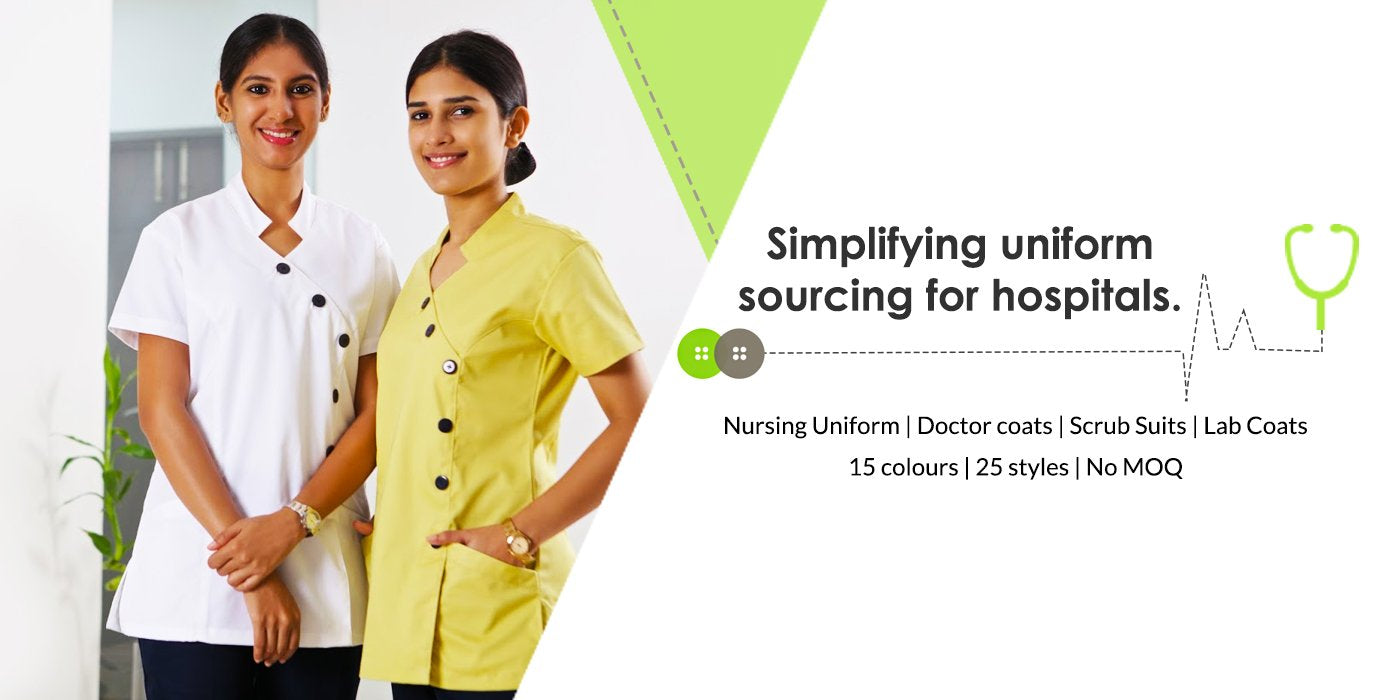 Simplifying uniform
sourcing for hospitals.
Nursing Uniform | Doctor coats | Scrub Suits | Lab Coats
15 colours | 25 styles | No MOQ